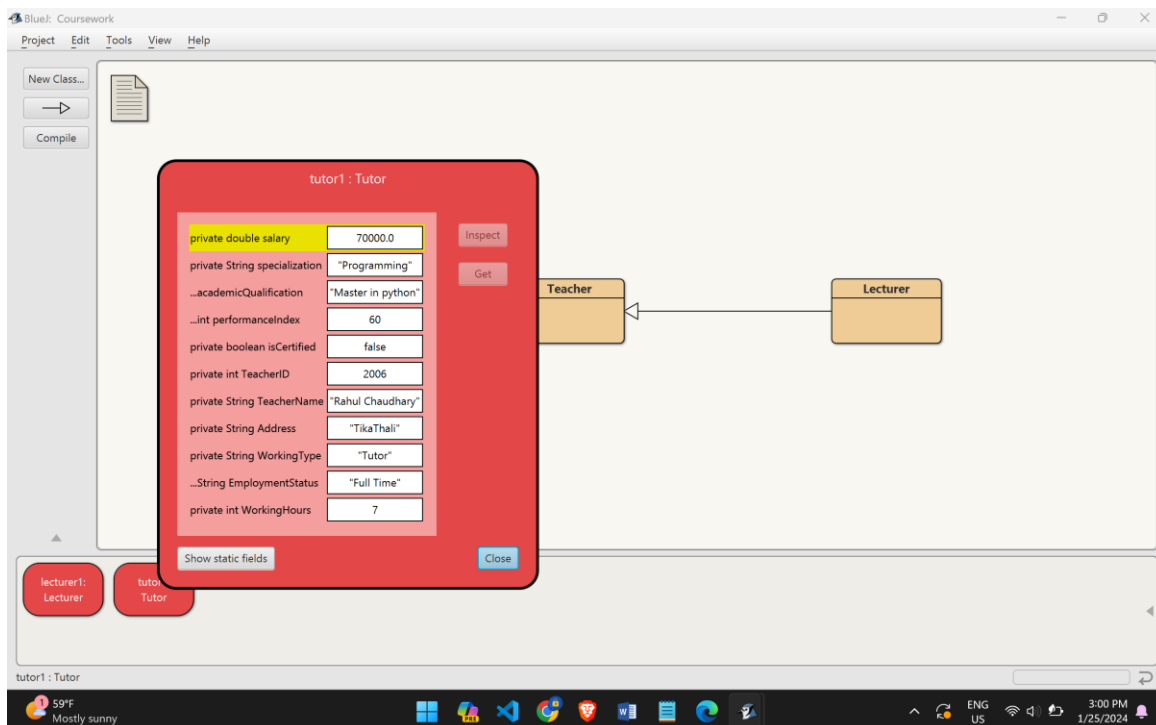 BlueJ: Coursework
Project Edit Tools View Help
New Class...
Compile
tutor1 : Tutor
private double salary 70000.0
private String specialization "Programming"
...academicQualification "Master in python"
...int performanceIndex 60
private boolean isCertified false
private int TeacherID 2006
private String TeacherName "Rahul Chaudhary"
private String Address "TikaThali"
private String WorkingType "Tutor"
...String EmploymentStatus "Full Time"
private int WorkingHours 7
Inspect
Get
Show static fields
Close
Teacher
Lecturer
lecturer1:
Lecturer
tutor
Tutor
tutor1 : Tutor
1
59°F
Mostly sunny
PRE
ENG
US
3:00 PM
1/25/2024